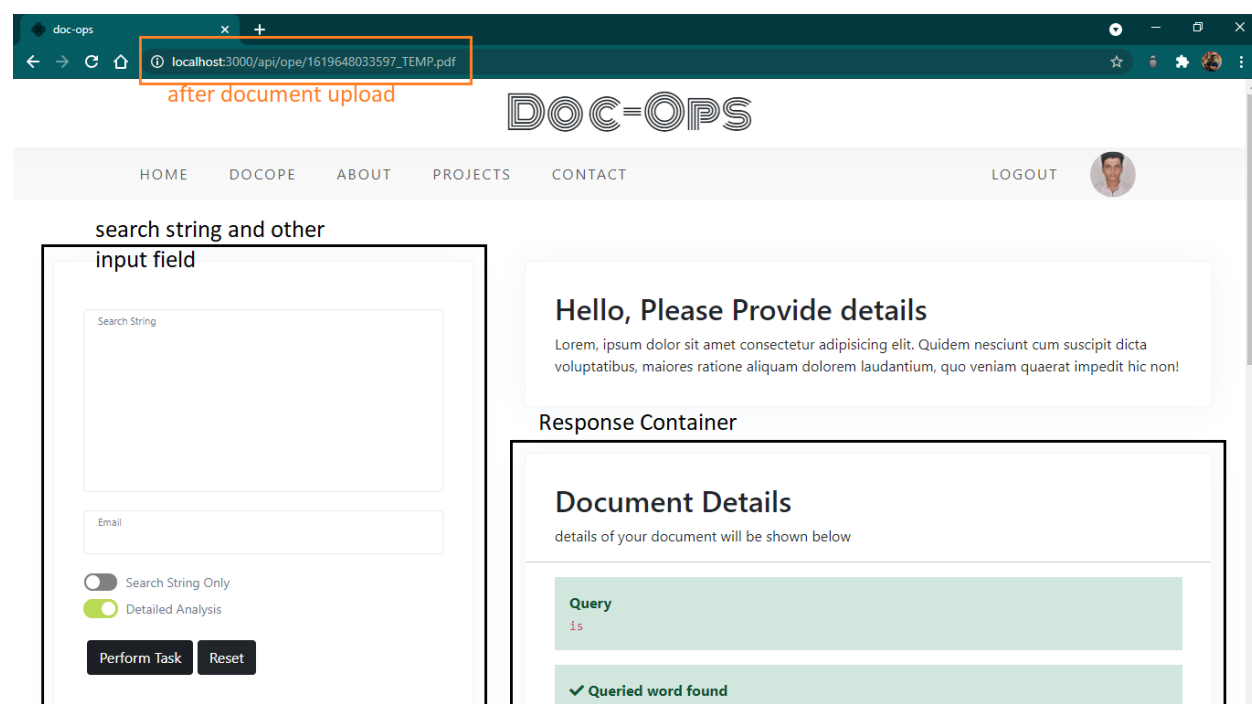 doc-ops
localhost:3000/api/ope/1619648033597_TEMP.pdf
after document upload
Doc-Ops
HOME DOCOPE ABOUT PROJECTS CONTACT LOGOUT
search string and other
input field
Search String
Email
Search String Only
Detailed Analysis
Perform Task Reset
Hello, Please Provide details
Lorem, ipsum dolor sit amet consectetur adipisicing elit. Quidem nesciunt cum suscipit dicta
voluptatibus, maiores ratione aliquam dolorem laudantium, quo veniam quaerat impedit hic non!
Response Container
Document Details
details of your document will be shown below
Query
is
Queried word found